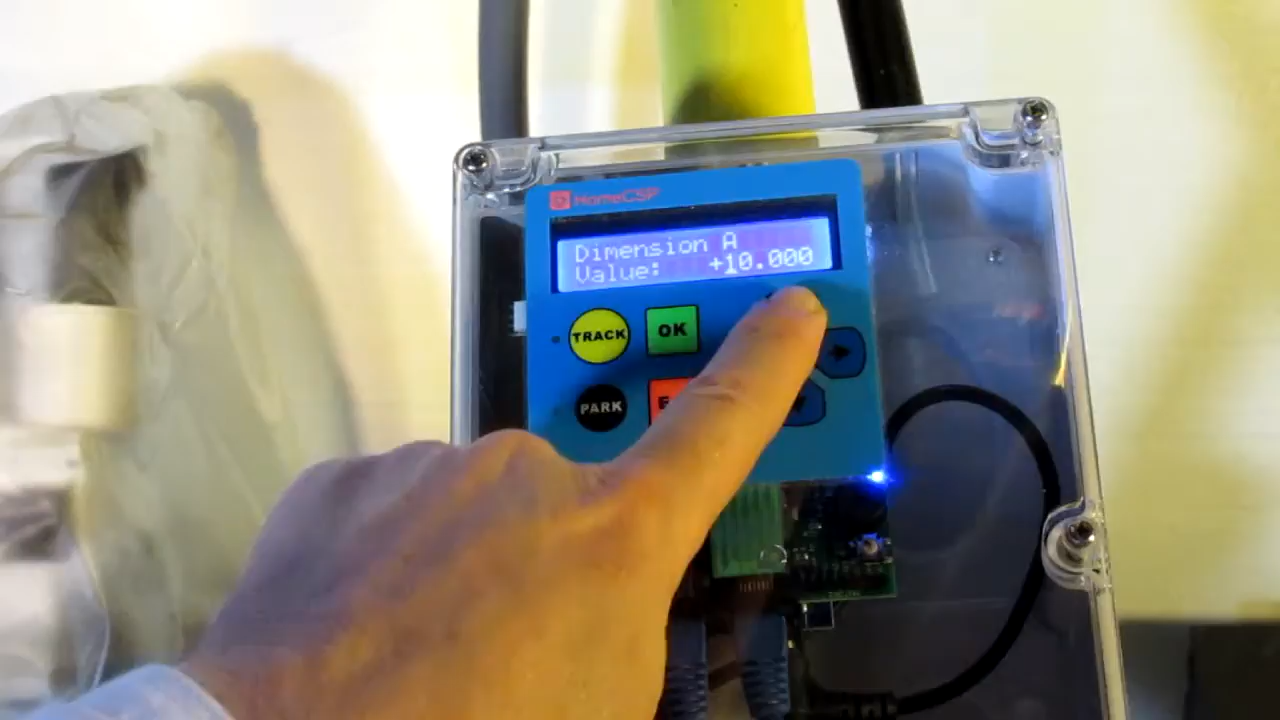 HomeCSP
Dimension A
Value: +10.000
TRACK
OK
PARK